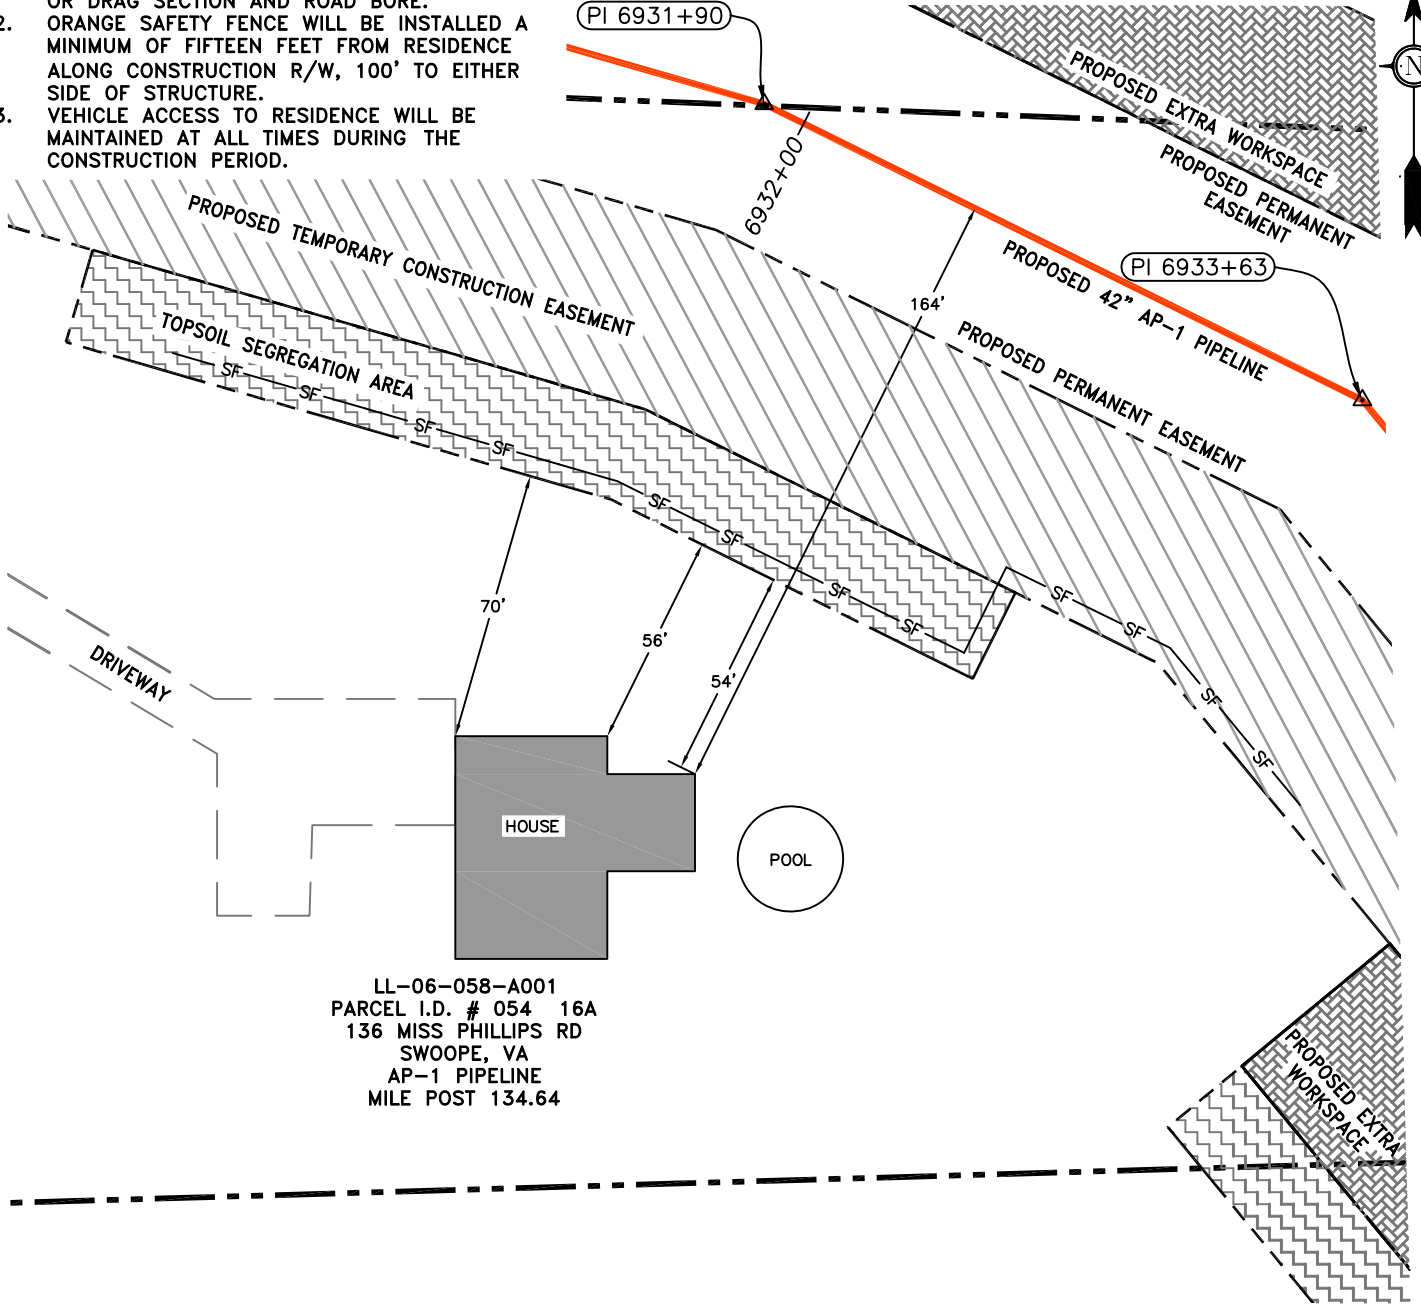 OR DRAG SECTION AND ROAD BORE.
2. ORANGE SAFETY FENCE WILL BE INSTALLED A
MINIMUM OF FIFTEEN FEET FROM RESIDENCE
ALONG CONSTRUCTION R/W, 100' TO EITHER
SIDE OF STRUCTURE.
3. VEHICLE ACCESS TO RESIDENCE WILL BE
MAINTAINED AT ALL TIMES DURING THE
CONSTRUCTION PERIOD.
PI 6931+90
N
PROPOSED EXTRA WORKSPACE
PROPOSED PERMANENT
EASEMENT
6932+00
PI 6933+63
PROPOSED 42" AP-1 PIPELINE
164'
PROPOSED PERMANENT EASEMENT
PROPOSED TEMPORARY CONSTRUCTION EASEMENT
TOPSOIL SEGREGATION AREA
SF
SF
SF
SF
SF
SF
SF
SF
SF
SF
SF
SF
70'
56'
54'
DRIVEWAY
HOUSE
POOL
LL-06-058-A001
PARCEL I.D. # 054 16A
136 MISS PHILLIPS RD
SWOOPE, VA
AP-1 PIPELINE
MILE POST 134.64
PROPOSED EXTRA
WORKSPACE